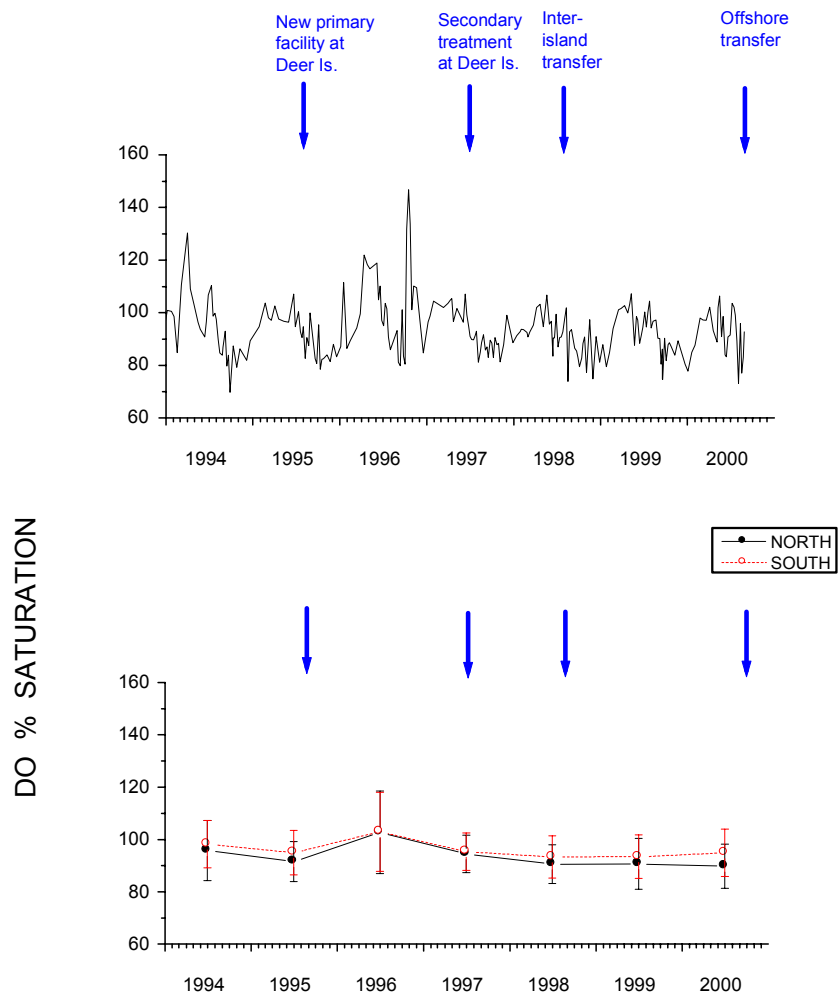 New primary
facility at
Deer Is.
Secondary
treatment
at Deer Is.
Inter-
island
transfer
Offshore
transfer
160
140
120
100
80
60
1994 1995 1996 1997 1998 1999 2000
DO % SATURATION
NORTH
SOUTH
160
140
120
100
80
60
1994 1995 1996 1997 1998 1999 2000